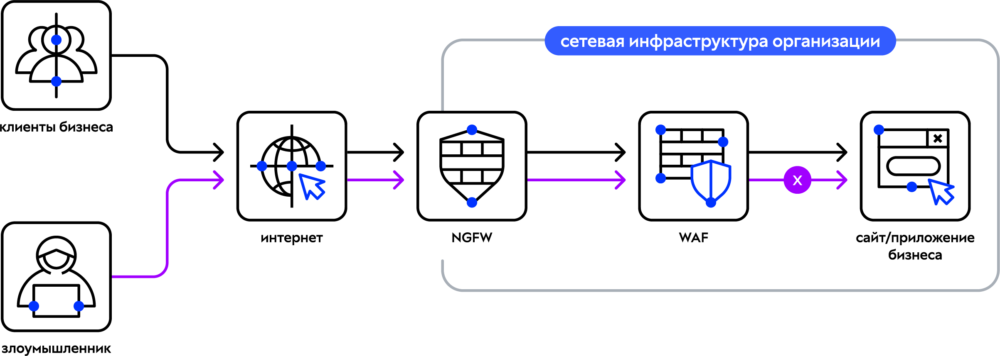 сетевая инфраструктура организации
клиенты бизнеса
интернет
NGFW
WAF
x
сайт/приложение
бизнеса
злоумышленник